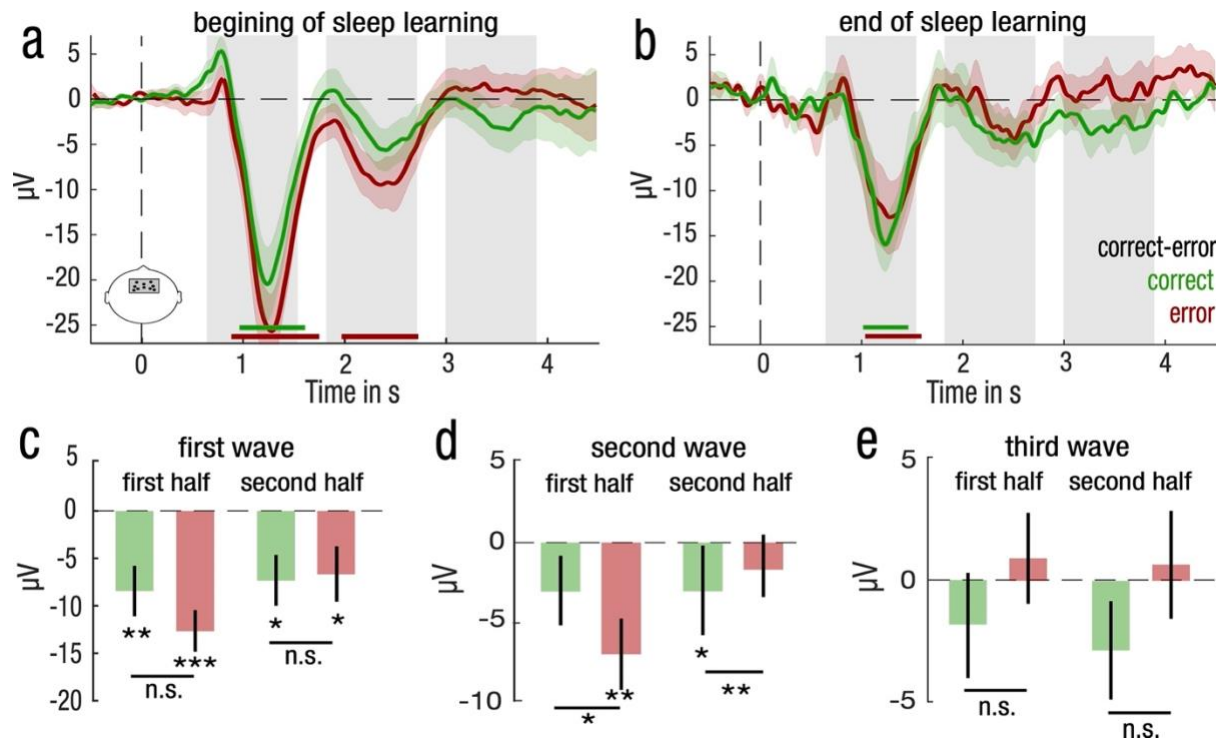 a
begining of sleep learning
5
0
-5
-10
-15
-20
-25
µV
0 1 2 3 4
Time in s
b
end of sleep learning
5
0
-5
-10
-15
-20
-25
µV
0 1 2 3 4
Time in s
correct-error
correct
error
c
first wave
first half second half
5
0
-5
-10
-15
-20
µV
** *** * *
n.s. n.s.
d
second wave
first half second half
5
0
-5
-10
µV
** *
* **
e
third wave
first half second half
5
0
-5
µV
n.s. n.s.